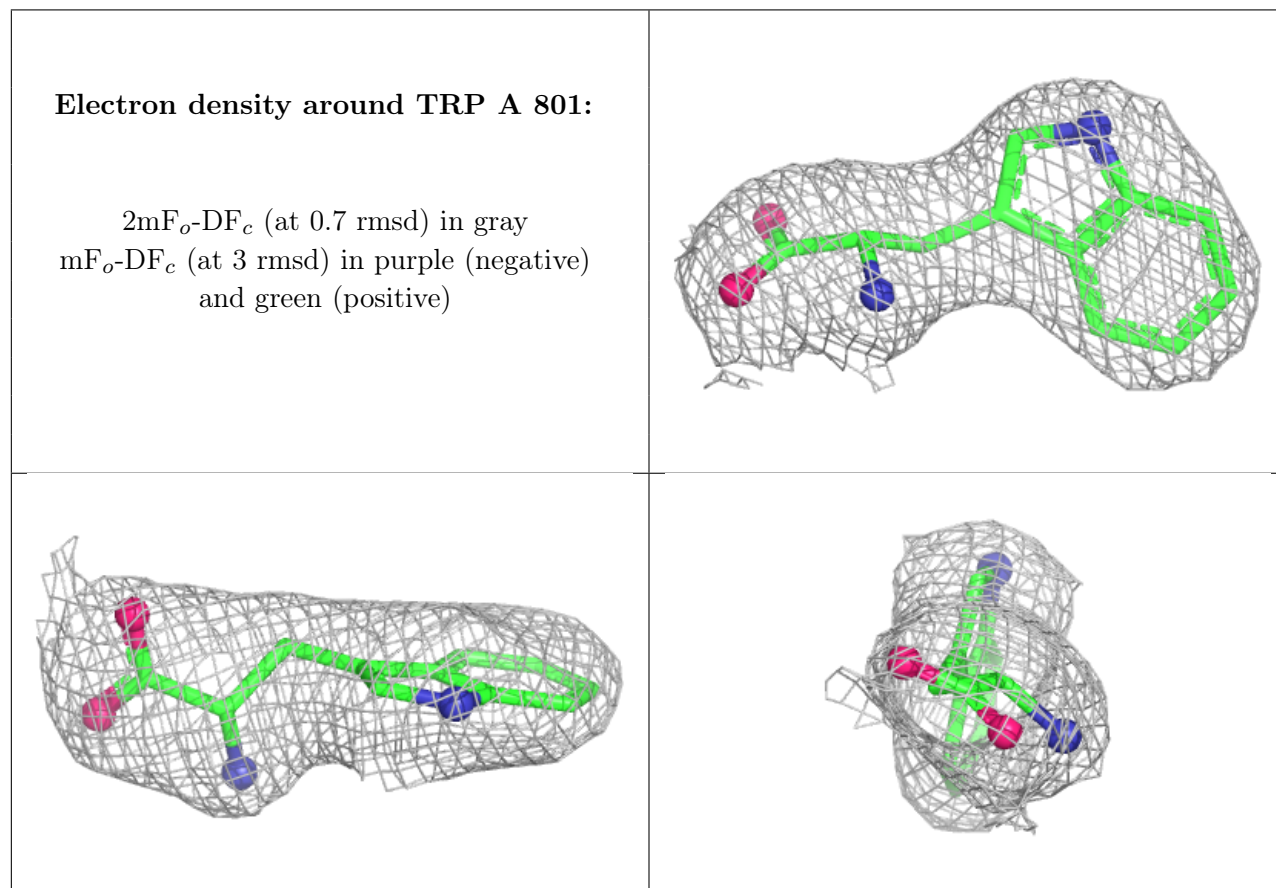 Electron density around TRP A 801:
2mFₒ-DF𝒸 (at 0.7 rmsd) in gray
mFₒ-DF𝒸 (at 3 rmsd) in purple (negative)
and green (positive)